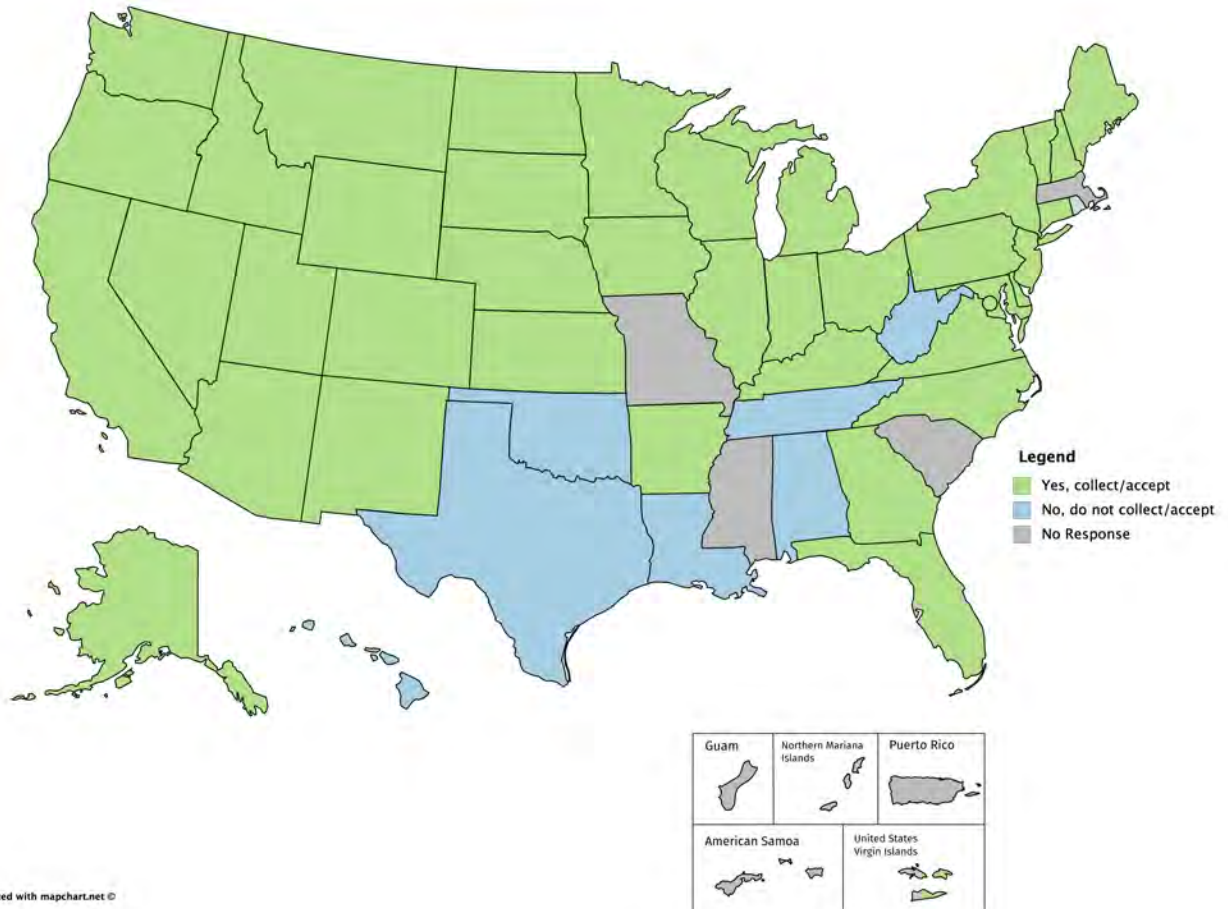 Legend
Yes, collect/accept
No, do not collect/accept
No Response
Guam
Northern Mariana
Islands
Puerto Rico
American Samoa
United States
Virgin Islands
ed with mapchart.net ©